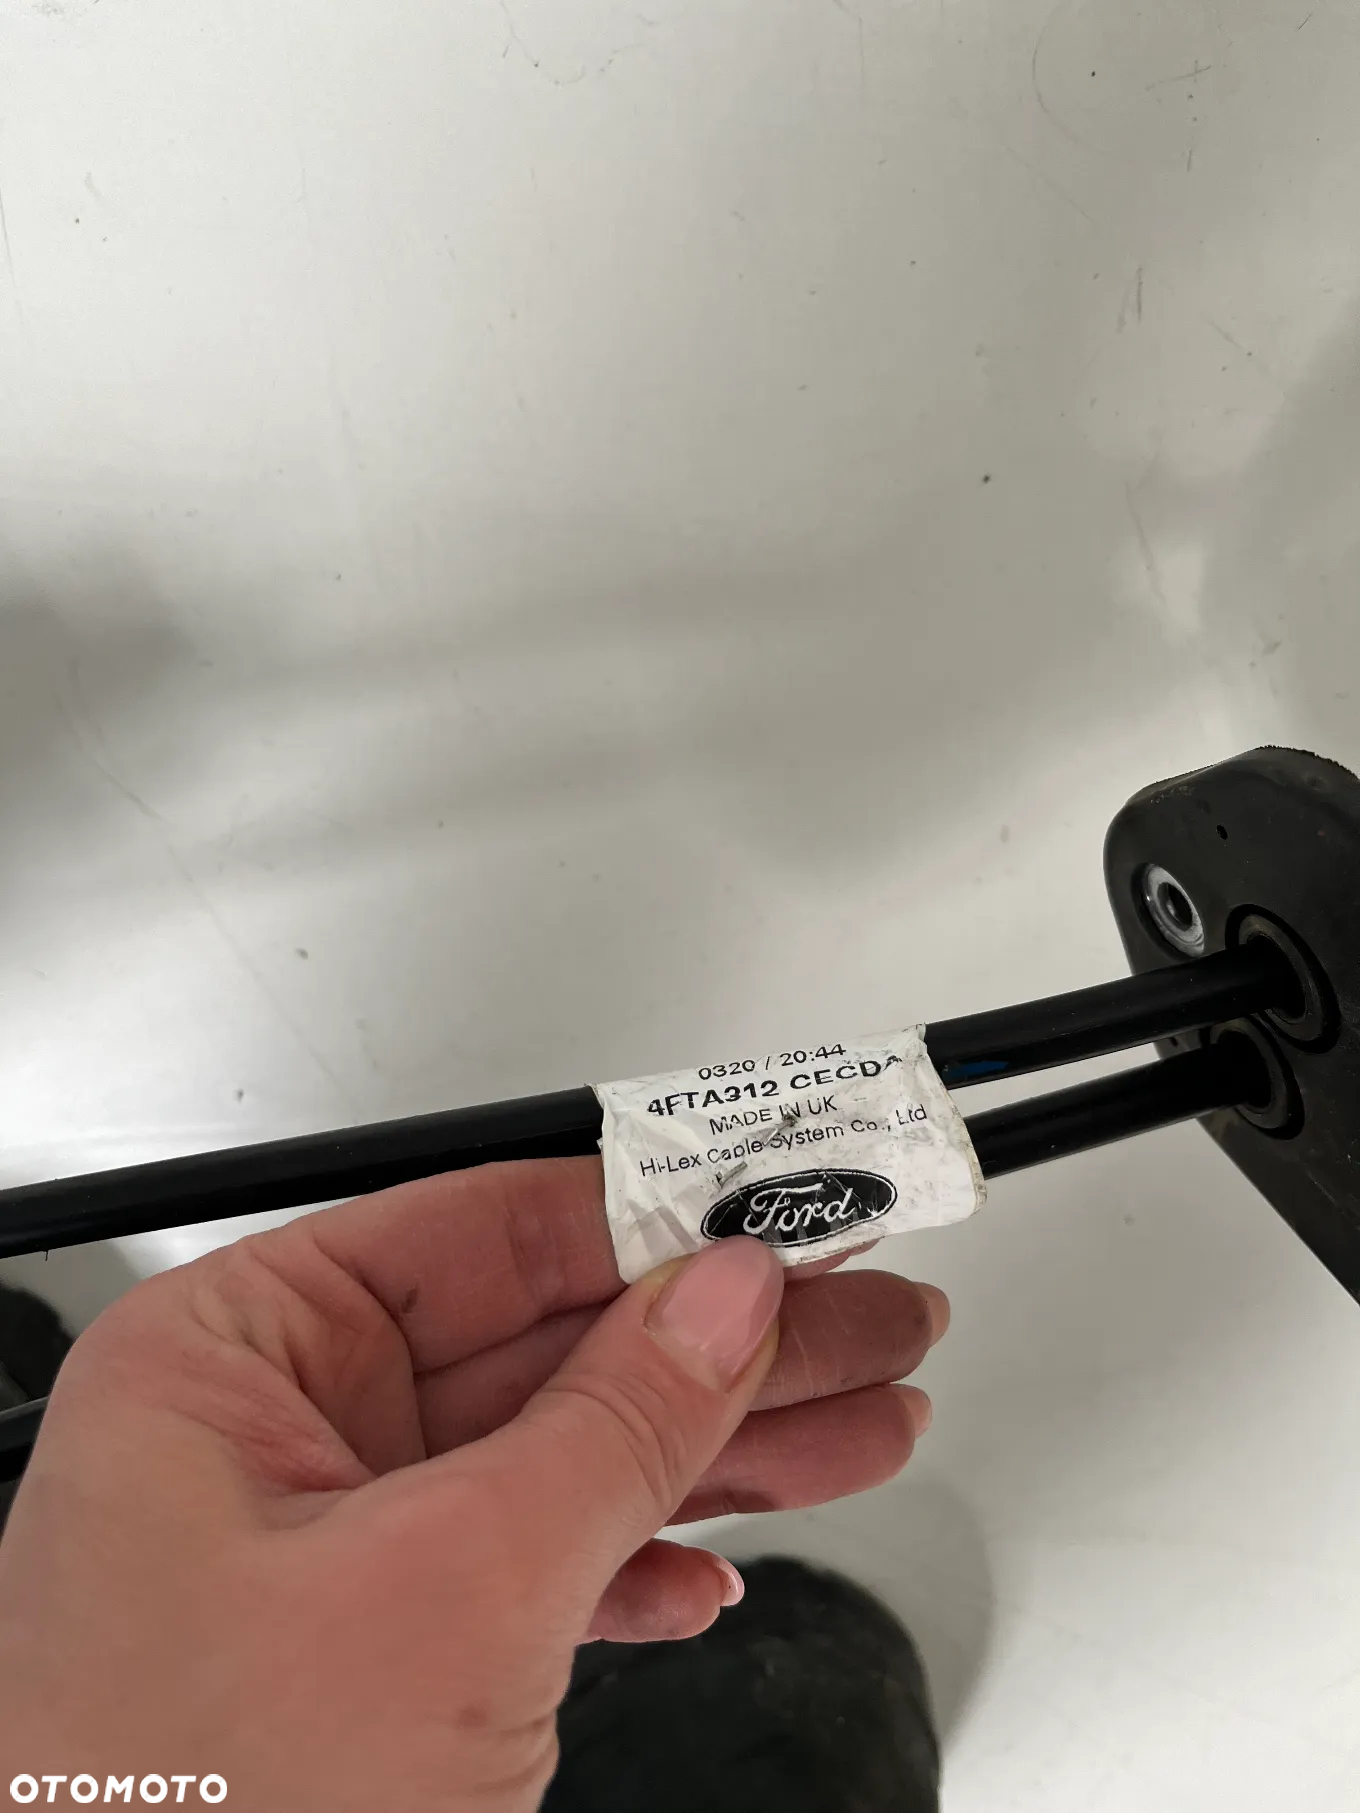 0320 / 20:44
4FTA312 CECDA
MADE IN UK
Hi-Lex Cable System Co., Ltd
Ford
OTOMOTO